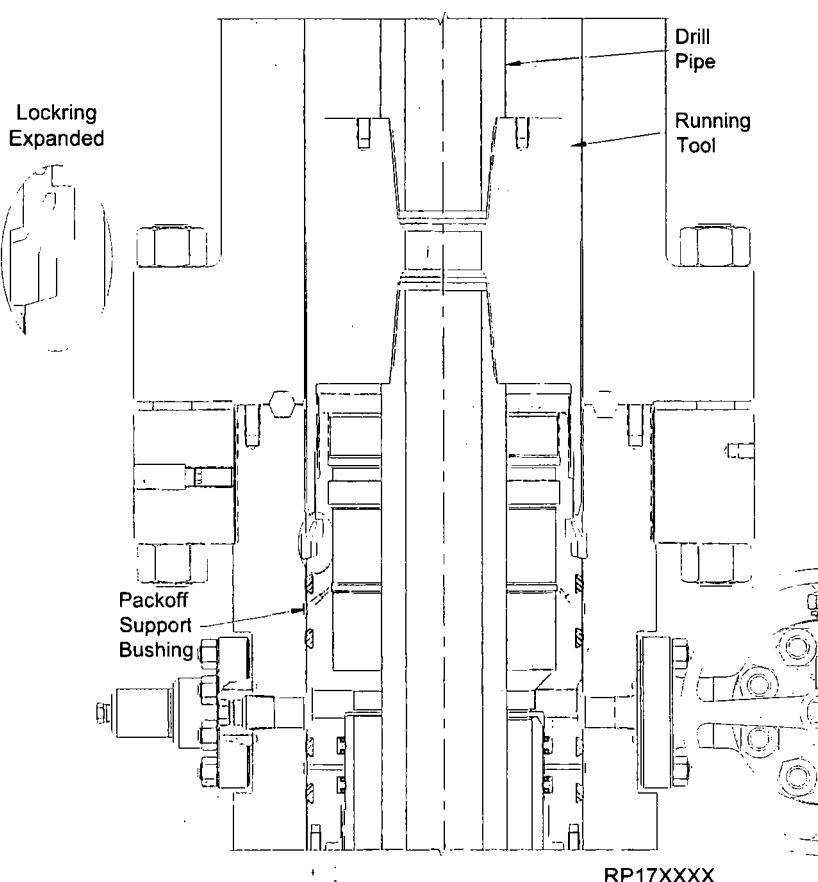 Drill
Pipe
Running
Tool
Lockring
Expanded
Packoff
Support
Bushing
RP17XXXX